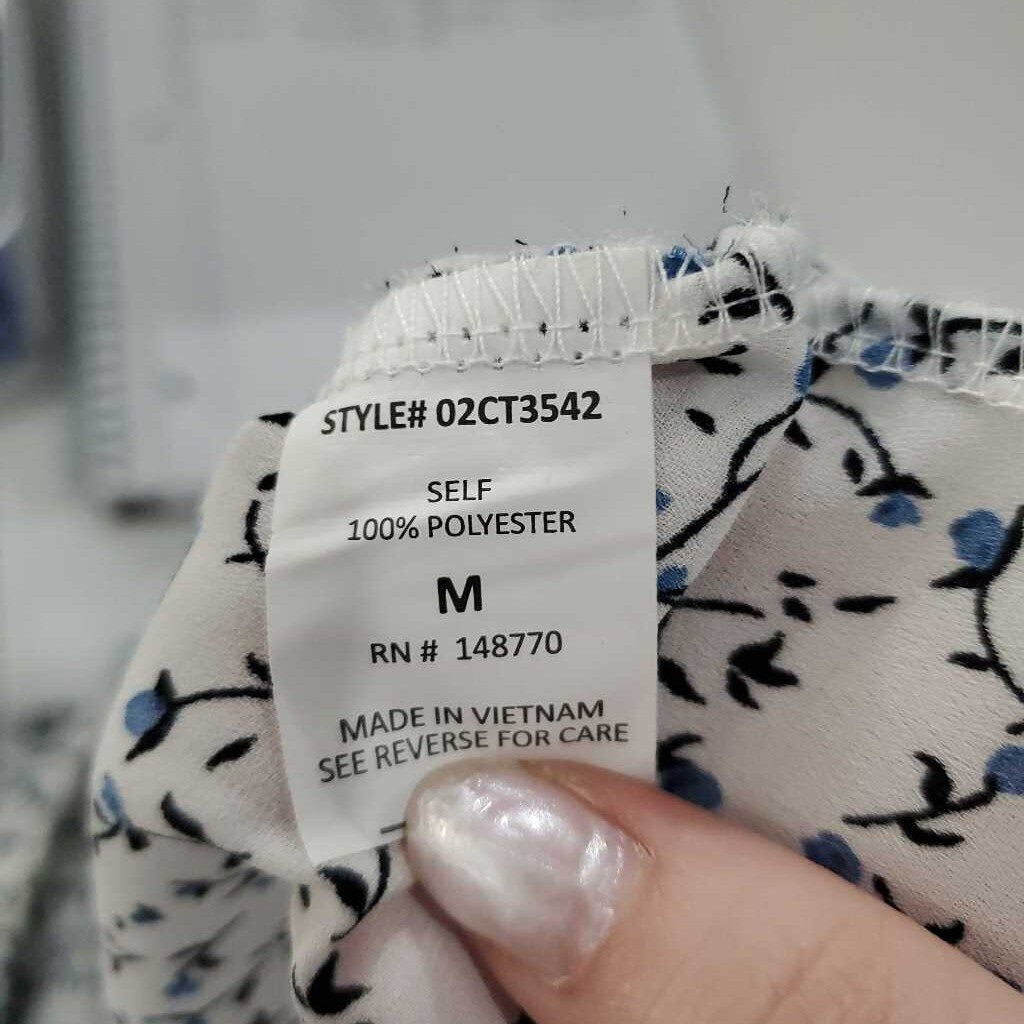 STYLE# 02CT3542
SELF
100% POLYESTER
M
RN # 148770
MADE IN VIETNAM
SEE REVERSE FOR CARE